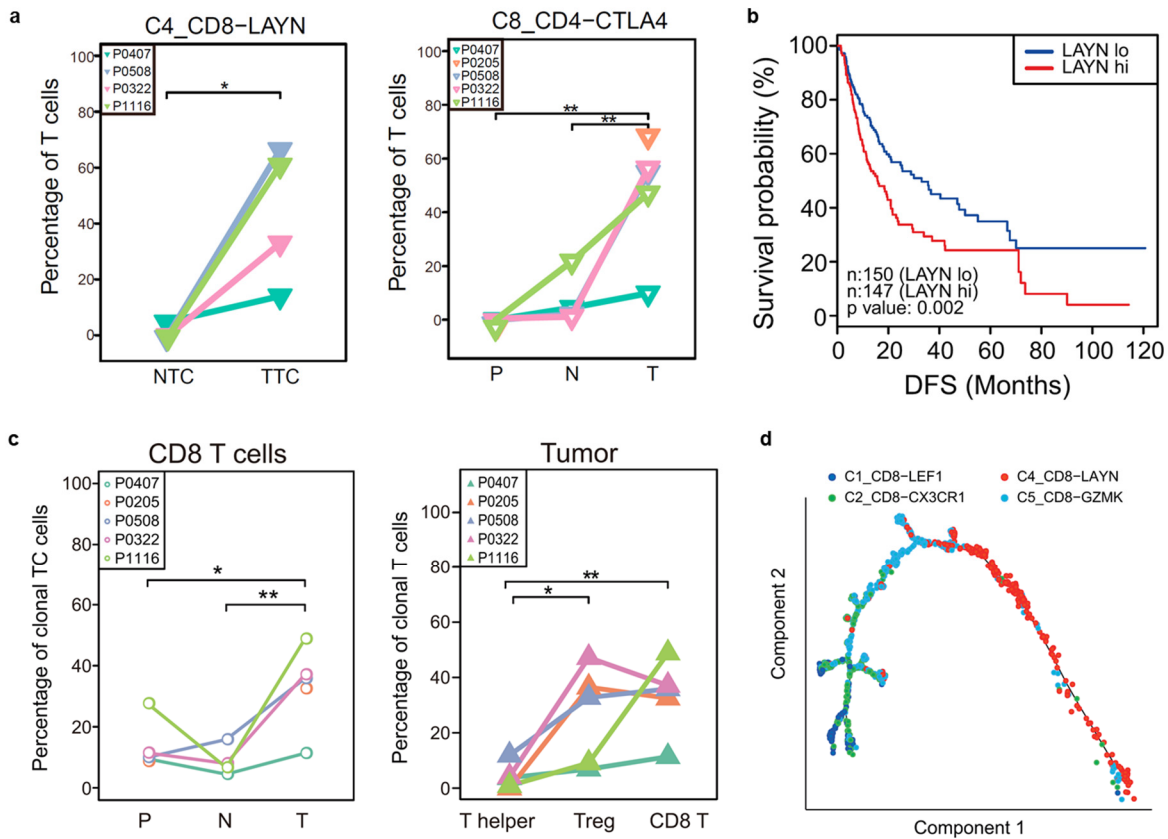 a
C4_CD8−LAYN
P0407
P0508
P0322
P1116
100
80
60
40
20
0
Percentage of T cells
*
NTC
TTC
C8_CD4−CTLA4
P0407
P0205
P0508
P0322
P1116
100
80
60
40
20
0
Percentage of T cells
**
**
P
N
T
b
LAYN lo
LAYN hi
100
80
60
40
20
0
Survival probability (%)
n:150 (LAYN lo)
n:147 (LAYN hi)
p value: 0.002
0
20
40
60
80
100
120
DFS (Months)
c
CD8 T cells
P0407
P0205
P0508
P0322
P1116
100
80
60
40
20
0
Percentage of clonal TC cells
*
**
P
N
T
Tumor
P0407
P0205
P0508
P0322
P1116
100
80
60
40
20
0
Percentage of clonal T cells
**
*
T helper
Treg
CD8 T
d
C1_CD8−LEF1
C4_CD8−LAYN
C2_CD8−CX3CR1
C5_CD8−GZMK
Component 2
Component 1